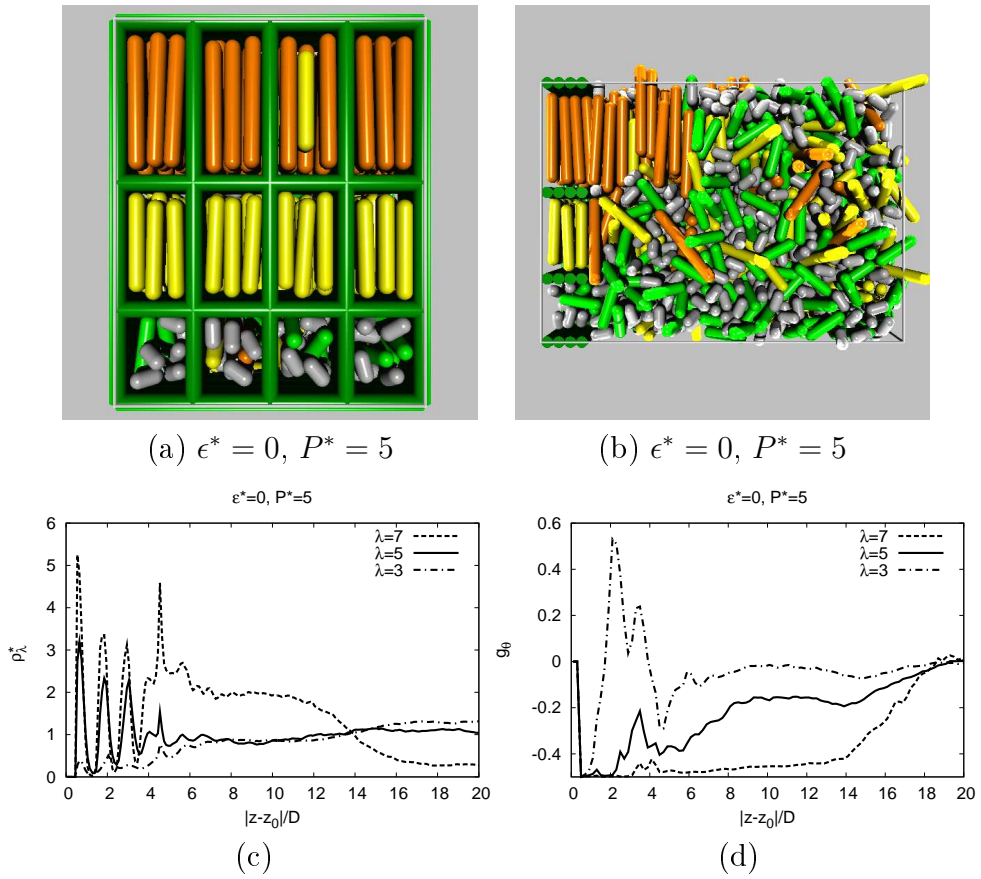 (a) ϵ* = 0, P* = 5
(b) ϵ* = 0, P* = 5
ε*=0, P*=5
λ=7
λ=5
λ=3
6
5
4
3
2
1
0
ρ*λ
0 2 4 6 8 10 12 14 16 18 20
|z-z0|/D
(c)
ε*=0, P*=5
λ=7
λ=5
λ=3
0.6
0.4
0.2
0
-0.2
-0.4
gθ
0 2 4 6 8 10 12 14 16 18 20
|z-z0|/D
(d)